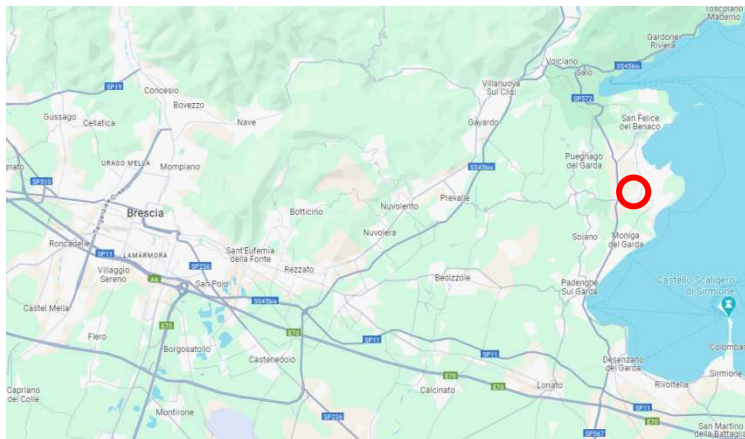 Toscolano
Maderno
Gardone
Riviera
Volciano
Salò
SS45bis
Villanuova
Sul Clisi
SP19
Concesio
Bovezzo
SP572
Gussago
Cellatica
Nave
Gavardo
San Felice
del Benaco
URAGO MELLA
Mompiano
SS45bis
Puegnago
del Garda
SP510
Prevalle
Nuvolento
Brescia
Botticino
Nuvolera
Soiano
Moniga
del Garda
Roncadelle
SP11
LAMARMORA
SP236
Sant'Eufemia
della Fonte
Rezzato
Villaggio
Sereno
A4
San Polo
Bedizzole
Padenghe
Sul Garda
Castello Scaligero
di Sirmione
SS45bis
Castel Mella
E70
E70
SP11
Flero
Borgosatollo
Castenedolo
SP11
Desenzano
del Garda
Colombar
Capriano
del Colle
E70
Calcinato
Lonato
Rivoltella
Sirmione
Montirone
SP236
SP11
SP567
E70
San Martino
della Battaglia